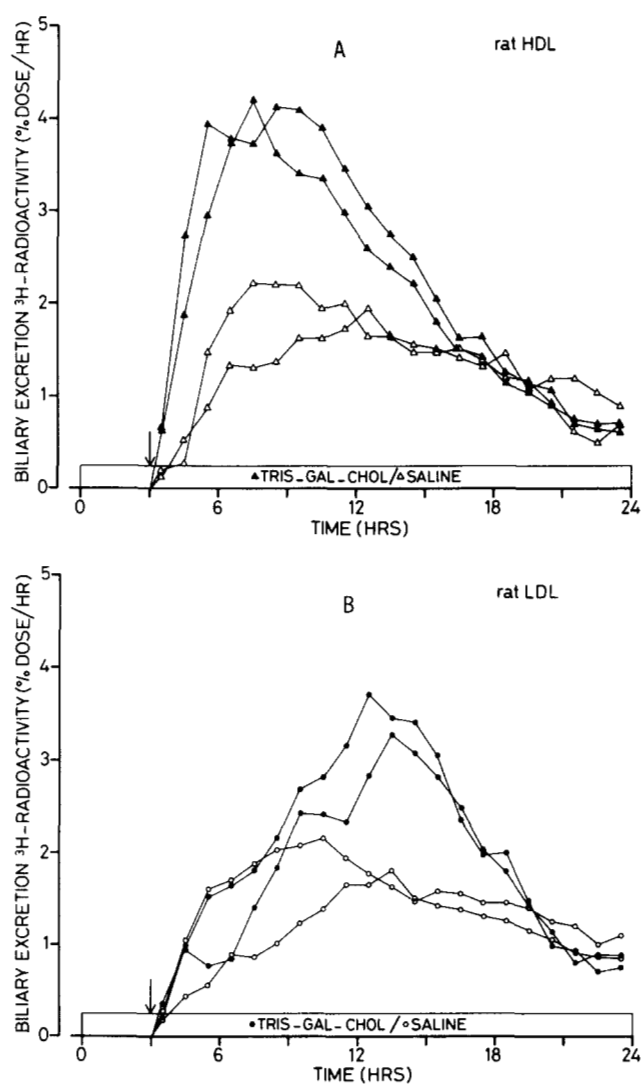 A
rat HDL
BILIARY EXCRETION ³H-RADIOACTIVITY (% DOSE/HR)
5
4
3
2
1
0
▲TRIS-GAL-CHOL/△SALINE
0
6
12
18
24
TIME (HRS)
B
rat LDL
BILIARY EXCRETION ³H-RADIOACTIVITY (% DOSE/HR)
5
4
3
2
1
0
●TRIS-GAL-CHOL/○SALINE
0
6
12
18
24
TIME (HRS)